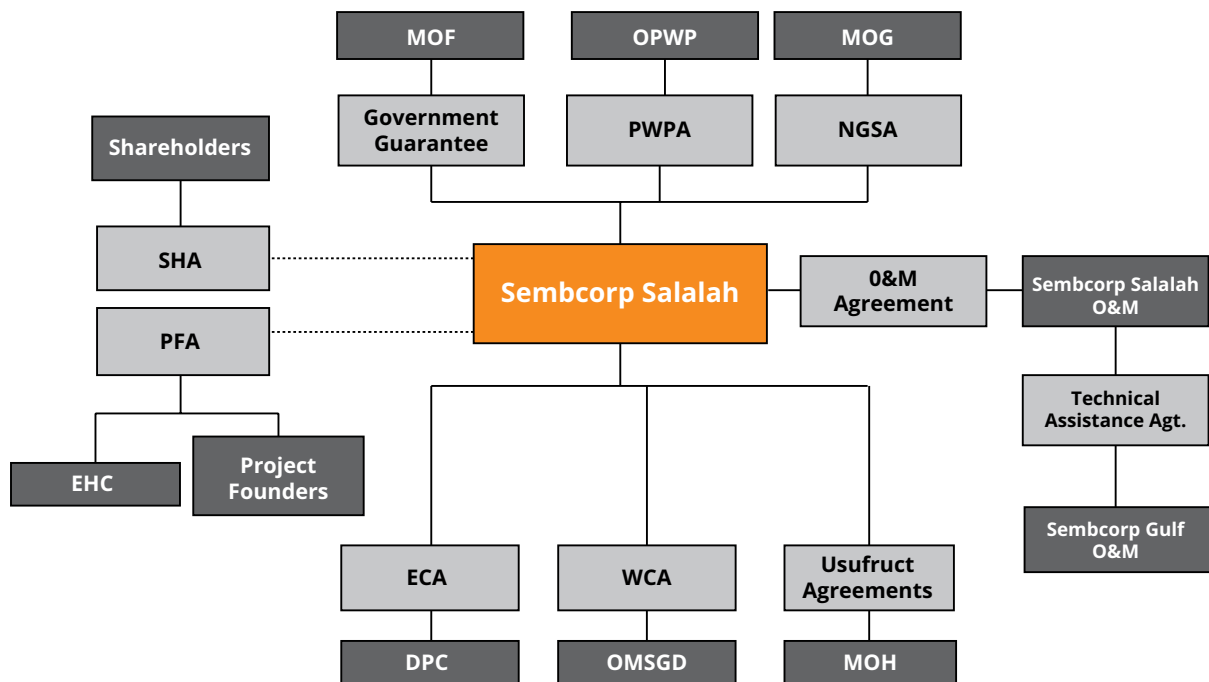 MOF
OPWP
MOG
Government
Guarantee
PWPA
NGSA
Shareholders
SHA
PFA
Sembcorp Salalah
0&M
Agreement
Sembcorp Salalah
O&M
Technical
Assistance Agt.
Sembcorp Gulf
O&M
EHC
Project
Founders
ECA
WCA
Usufruct
Agreements
DPC
OMSGD
MOH